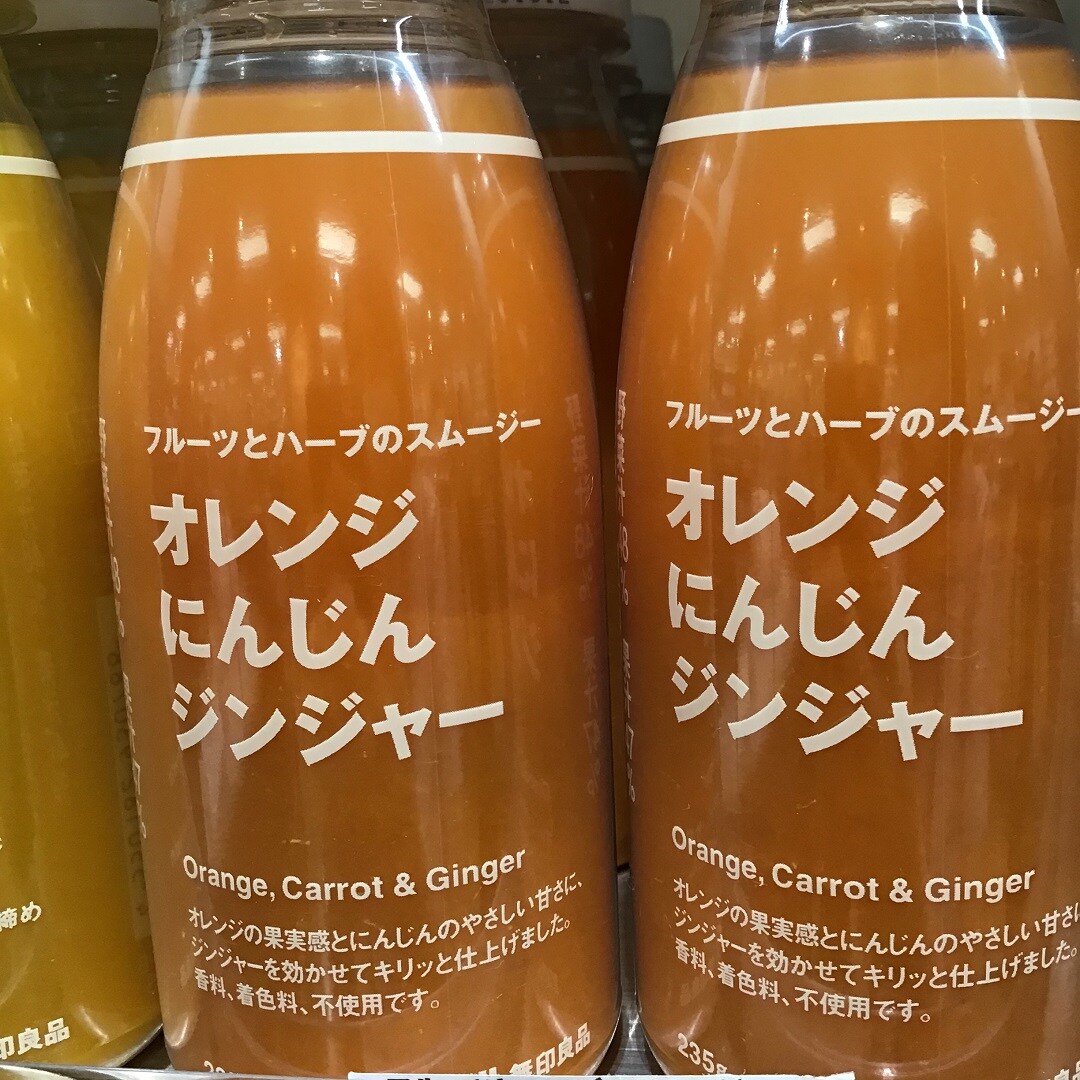 フルーツとハーブのスムージー
オレンジ
にんじん
ジンジャー
Orange, Carrot & Ginger
オレンジの果実感とにんじんのやさしい甘さに、
ジンジャーを効かせてキリッと仕上げました。
香料、着色料、不使用です。
無印良品
フルーツとハーブのスムージー
オレンジ
にんじん
ジンジャー
Orange, Carrot & Ginger
オレンジの果実感とにんじんのやさしい甘さに
ジンジャーを効かせてキリッと仕上げました。
香料、着色料、不使用です。
235g
締め
印良品